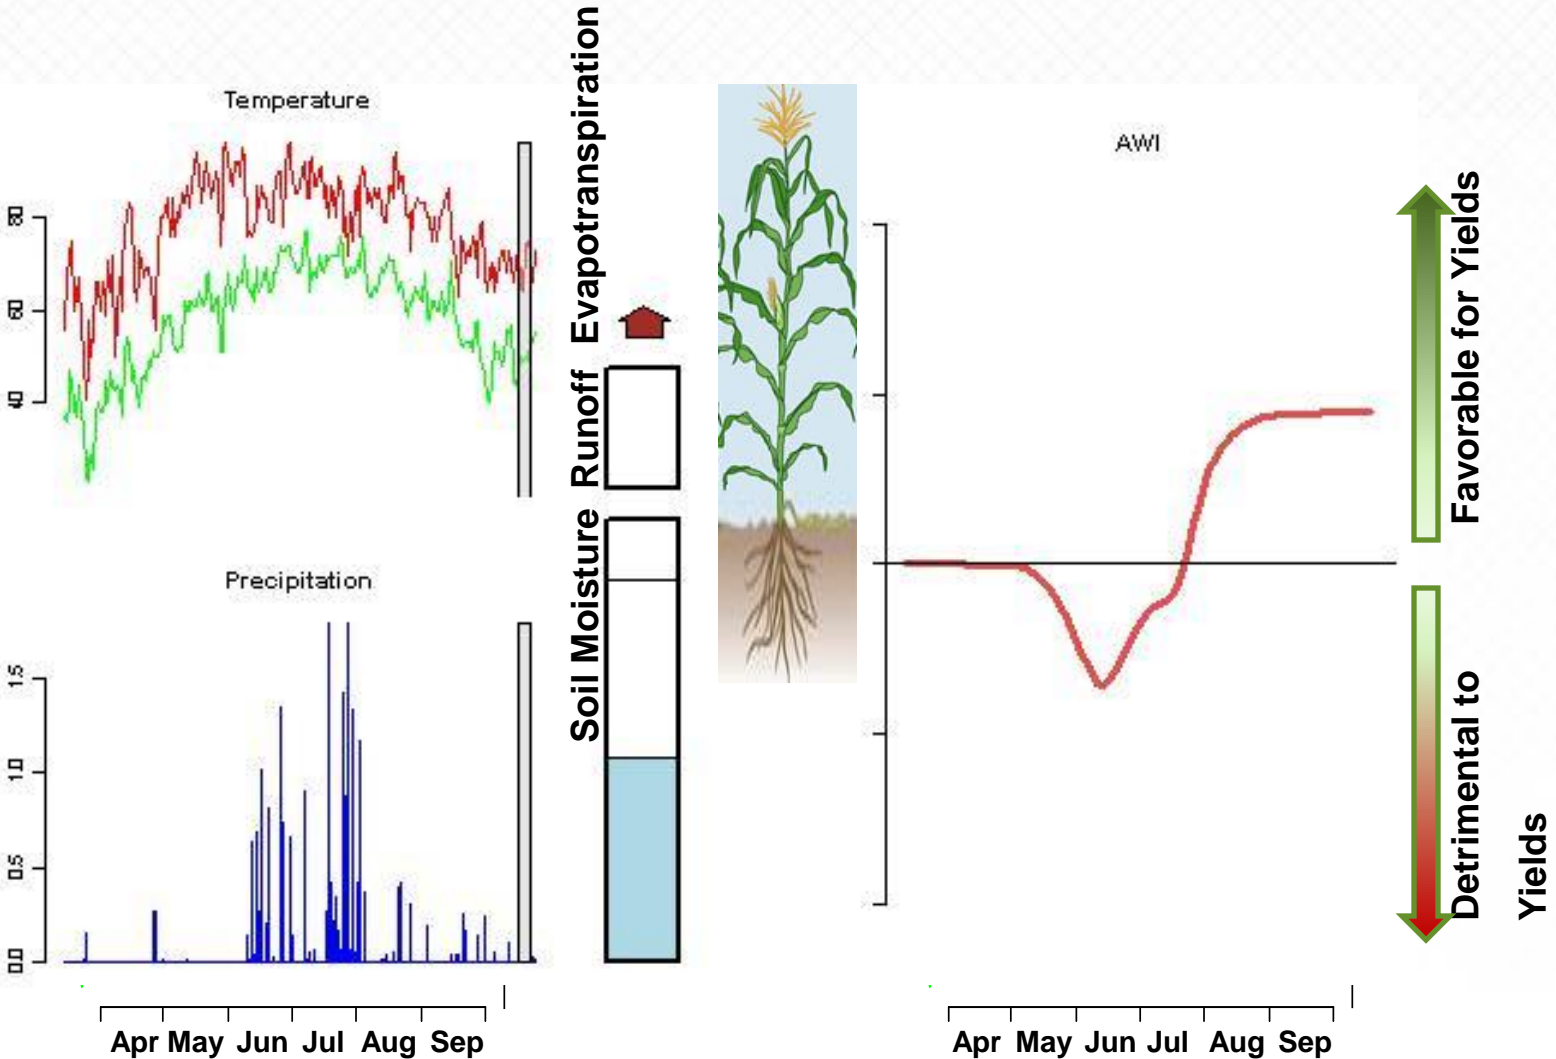 Temperature
80
60
40
Precipitation
1.5
1.0
0.5
0.0
Apr May Jun Jul Aug Sep
Evapotranspiration
Runoff
Soil Moisture
AWI
Favorable for Yields
Detrimental to
Yields
Apr May Jun Jul Aug Sep